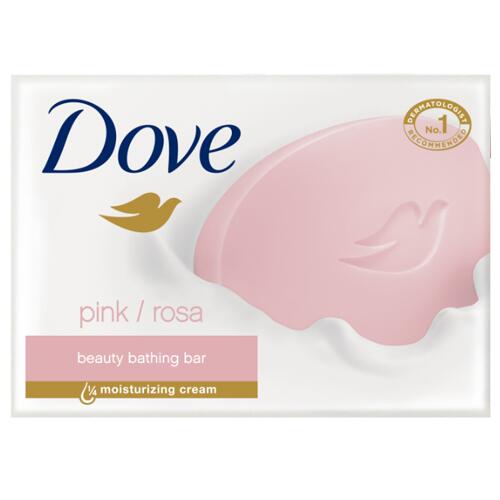 Dove
DERMATOLOGIST
No.1
RECOMMENDED
pink / rosa
beauty bathing bar
¼ moisturizing cream